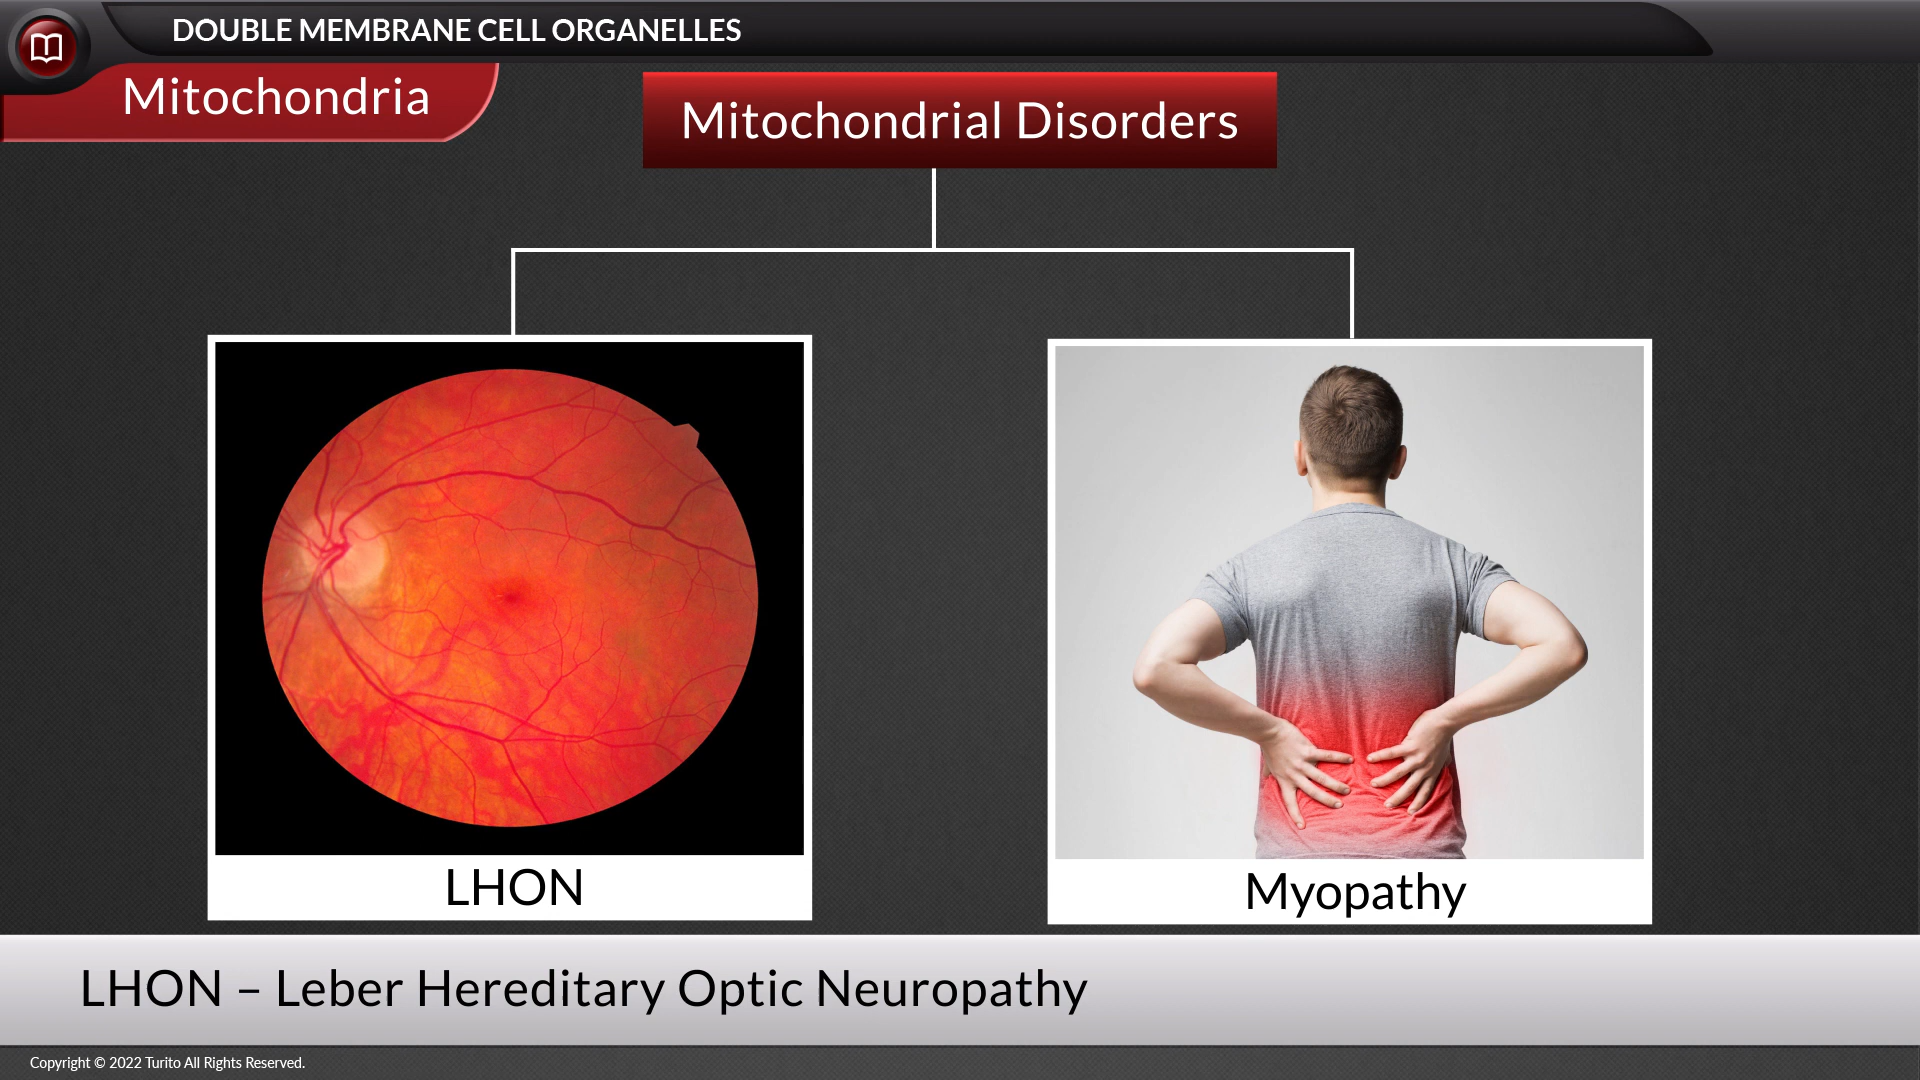 DOUBLE MEMBRANE CELL ORGANELLES
Mitochondria
Mitochondrial Disorders
LHON
Myopathy
LHON – Leber Hereditary Optic Neuropathy
Copyright © 2022 Turito All Rights Reserved.